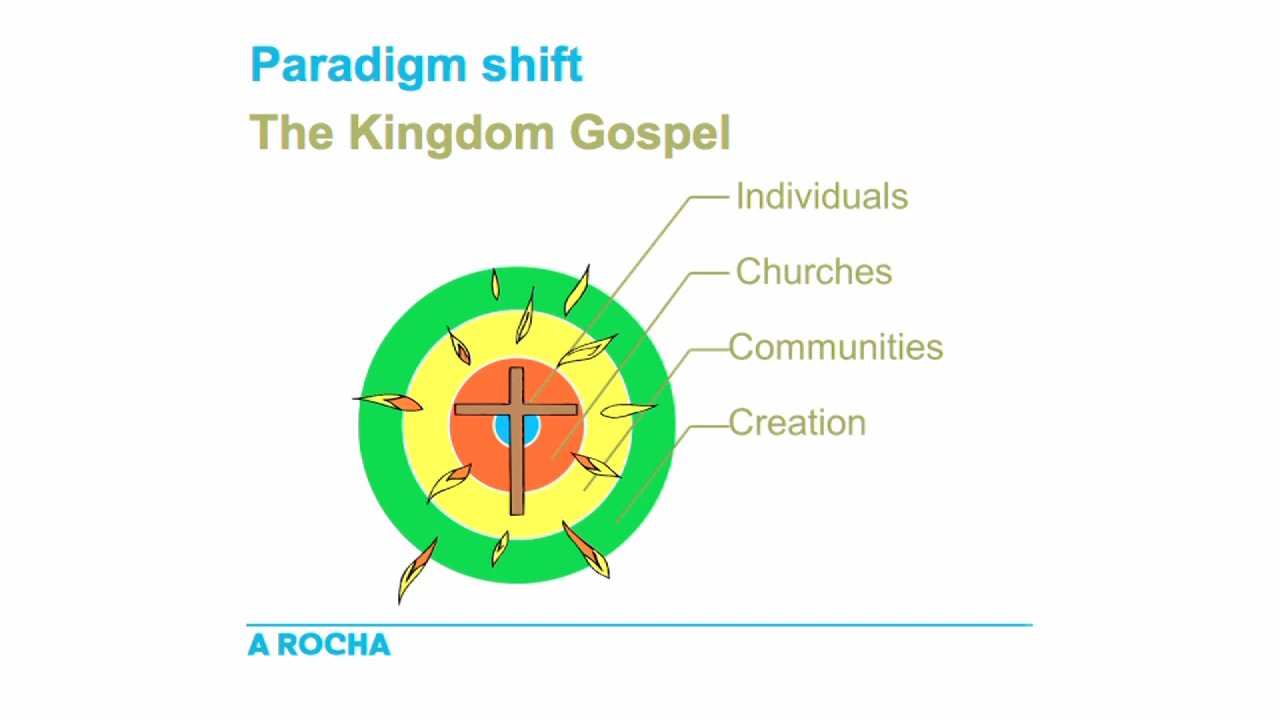 Paradigm shift
The Kingdom Gospel
Individuals
Churches
Communities
Creation
A ROCHA